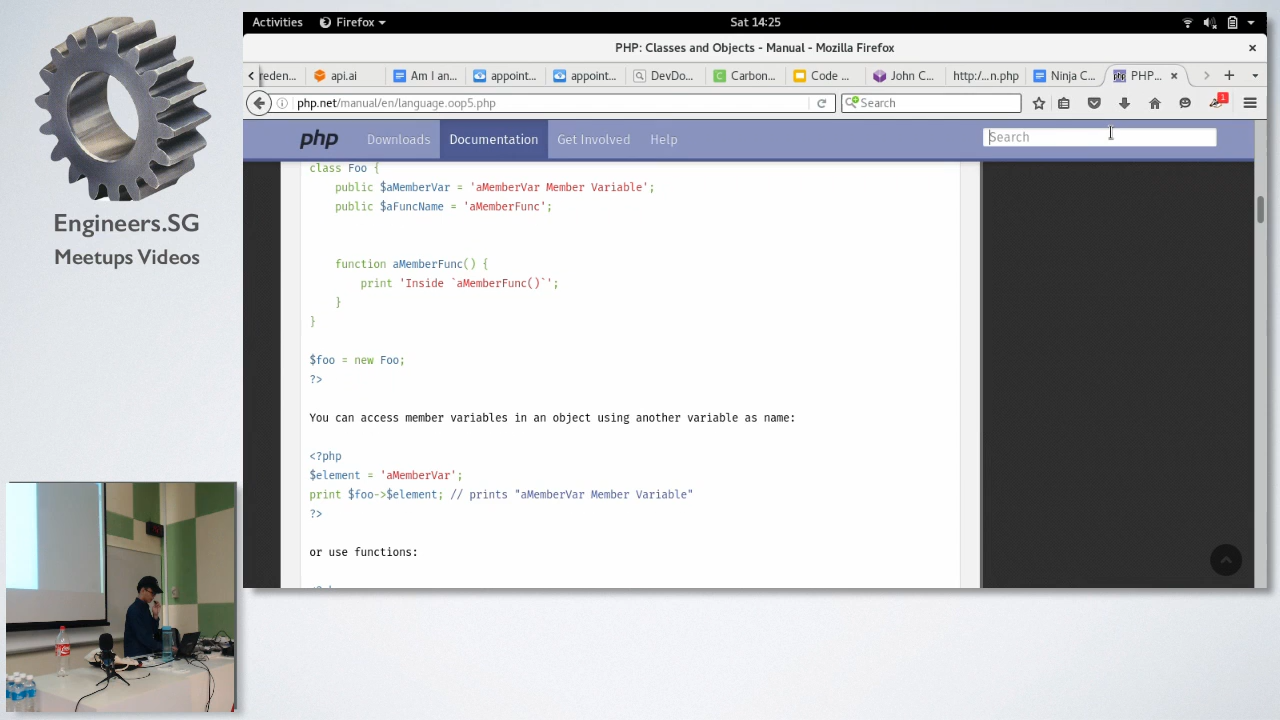 Engineers.SG
Meetups Videos
Activities
Firefox
Sat 14:25
PHP: Classes and Objects - Manual - Mozilla Firefox
reden...
api.ai
Am I an...
appoint...
appoint...
DevDo...
Carbon...
Code ...
John C...
http:/...n.php
Ninja C...
PHP...
php.net/manual/en/language.oop5.php
Search
1
php
Downloads
Documentation
Get Involved
Help
Search
class Foo {
public $aMemberVar = 'aMemberVar Member Variable';
public $aFuncName = 'aMemberFunc';
function aMemberFunc() {
print 'Inside `aMemberFunc()`';
}
}
$foo = new Foo;
?>
You can access member variables in an object using another variable as name:
<?php
$element = 'aMemberVar';
print $foo->$element; // prints "aMemberVar Member Variable"
?>
or use functions: